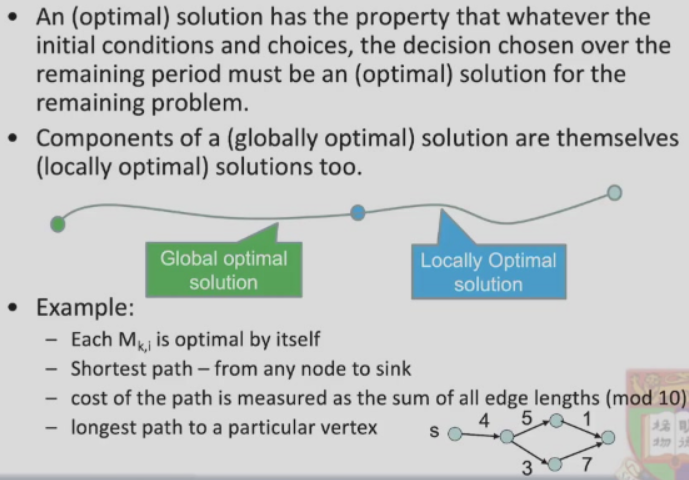 • An (optimal) solution has the property that whatever the
initial conditions and choices, the decision chosen over the
remaining period must be an (optimal) solution for the
remaining problem.
• Components of a (globally optimal) solution are themselves
(locally optimal) solutions too.
Global optimal
solution
Locally Optimal
solution
• Example:
– Each Mk,i is optimal by itself
– Shortest path – from any node to sink
– cost of the path is measured as the sum of all edge lengths (mod 10)
– longest path to a particular vertex
s 4 5 1
3 7